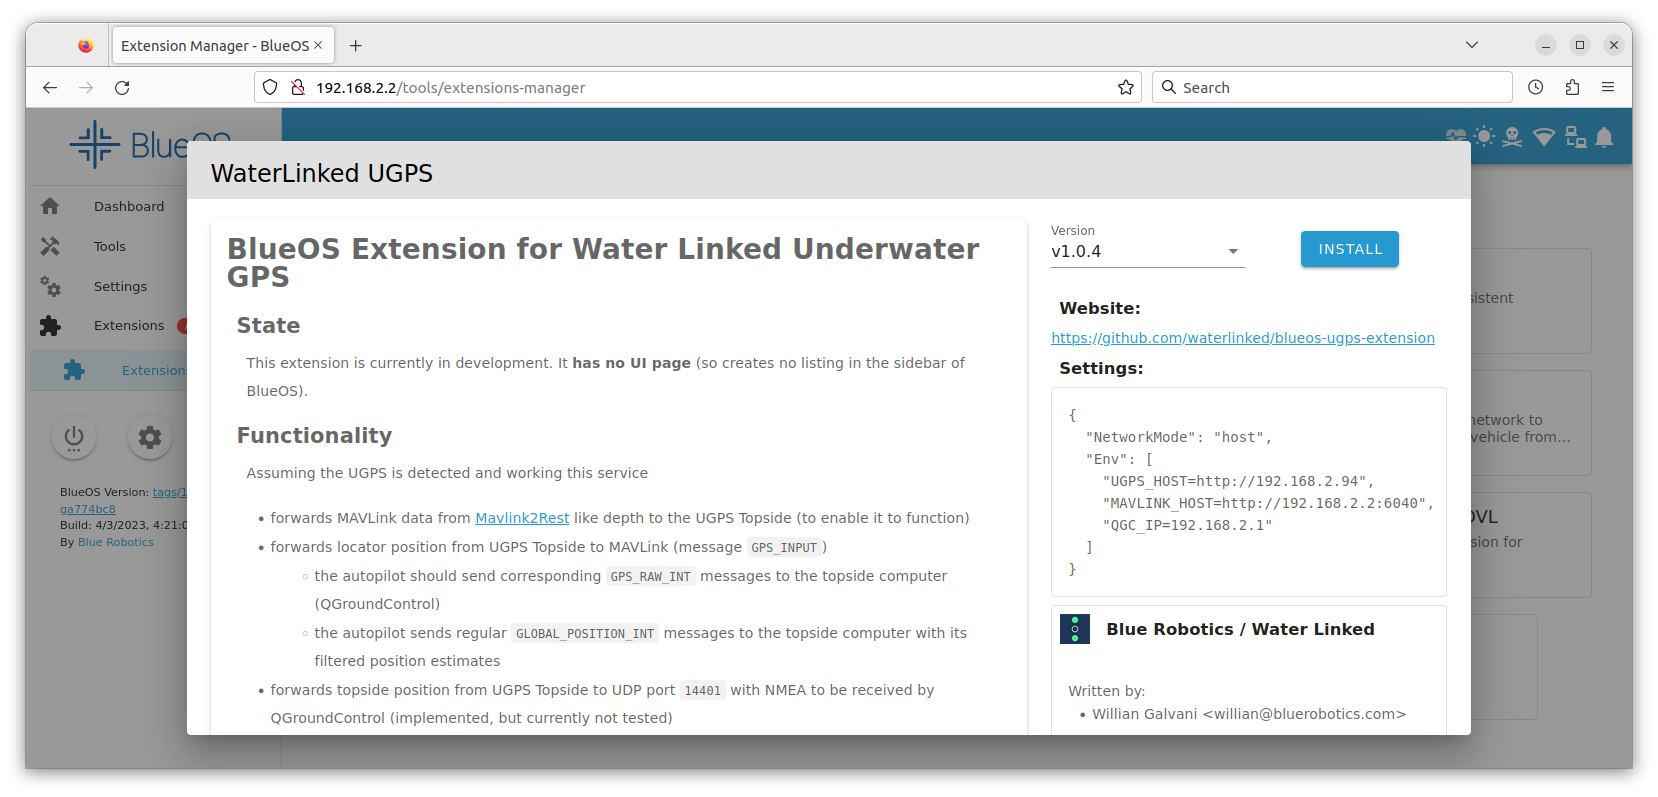 Extension Manager - BlueOS
192.168.2.2/tools/extensions-manager
Search
WaterLinked UGPS
Dashboard
Tools
Settings
Extensions
BlueOS Version: tags/1
ga774bc8
Build: 4/3/2023, 4:21:0
By Blue Robotics
BlueOS Extension for Water Linked Underwater
GPS
State
This extension is currently in development. It has no UI page (so creates no listing in the sidebar of
BlueOS).
Functionality
Assuming the UGPS is detected and working this service
• forwards MAVLink data from Mavlink2Rest like depth to the UGPS Topside (to enable it to function)
• forwards locator position from UGPS Topside to MAVLink (message GPS_INPUT )
◦ the autopilot should send corresponding GPS_RAW_INT messages to the topside computer
(QGroundControl)
◦ the autopilot sends regular GLOBAL_POSITION_INT messages to the topside computer with its
filtered position estimates
• forwards topside position from UGPS Topside to UDP port 14401 with NMEA to be received by
QGroundControl (implemented, but currently not tested)
Version
v1.0.4
INSTALL
Website:
https://github.com/waterlinked/blueos-ugps-extension
Settings:
{
"NetworkMode": "host",
"Env": [
"UGPS_HOST=http://192.168.2.94",
"MAVLINK_HOST=http://192.168.2.2:6040",
"QGC_IP=192.168.2.1"
]
}
Blue Robotics / Water Linked
Written by:
• Willian Galvani <willian@bluerobotics.com>
sistent
network to
vehicle from...
DVL
sion for